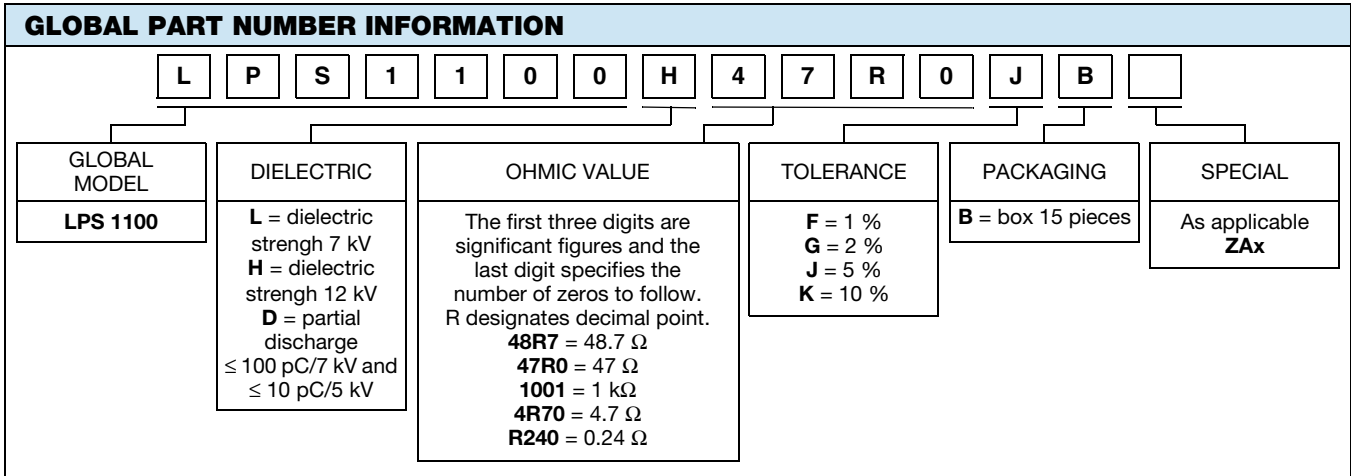 GLOBAL PART NUMBER INFORMATION
L P S 1 1 0 0 H 4 7 R 0 J B
GLOBAL
MODEL
LPS 1100
DIELECTRIC
L = dielectric
strengh 7 kV
H = dielectric
strengh 12 kV
D = partial
discharge
≤ 100 pC/7 kV and
≤ 10 pC/5 kV
OHMIC VALUE
The first three digits are
significant figures and the
last digit specifies the
number of zeros to follow.
R designates decimal point.
48R7 = 48.7 Ω
47R0 = 47 Ω
1001 = 1 kΩ
4R70 = 4.7 Ω
R240 = 0.24 Ω
TOLERANCE
F = 1 %
G = 2 %
J = 5 %
K = 10 %
PACKAGING
B = box 15 pieces
SPECIAL
As applicable
ZAx